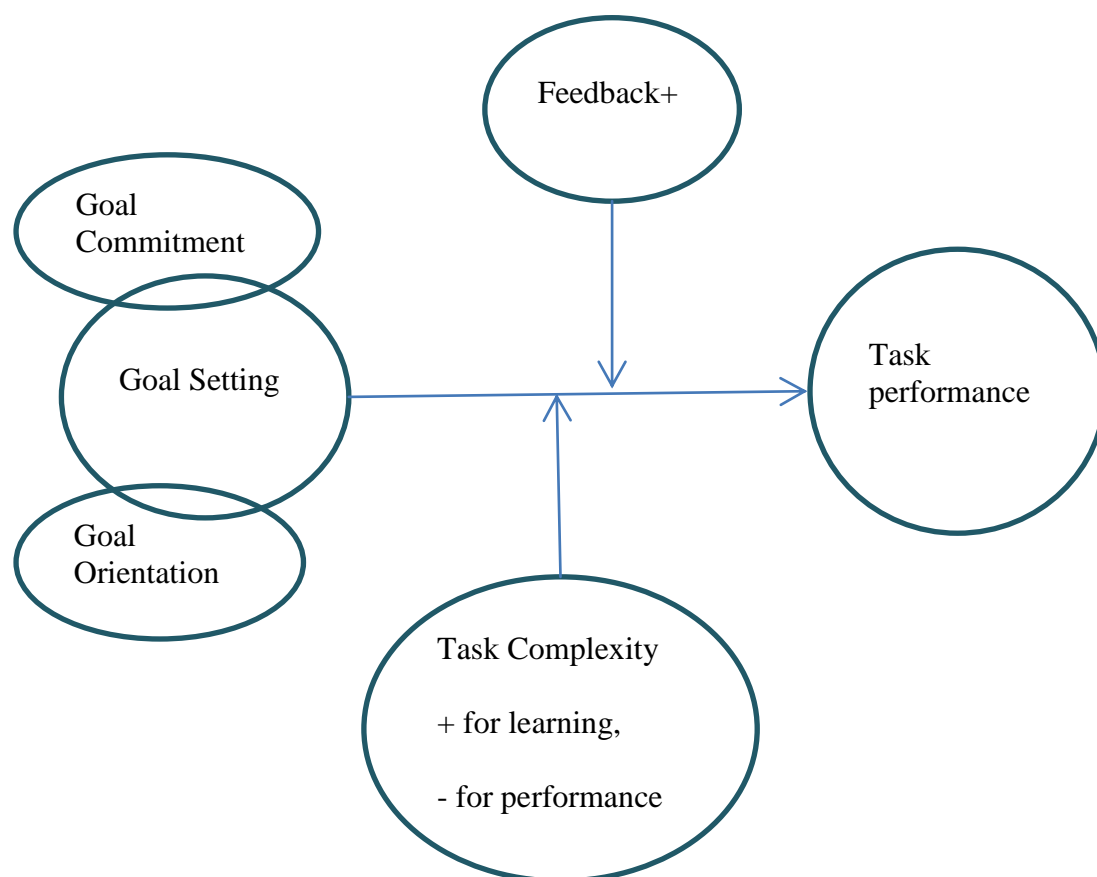 Feedback+
Goal
Commitment
Goal Setting
Task
performance
Goal
Orientation
Task Complexity
+ for learning,
- for performance